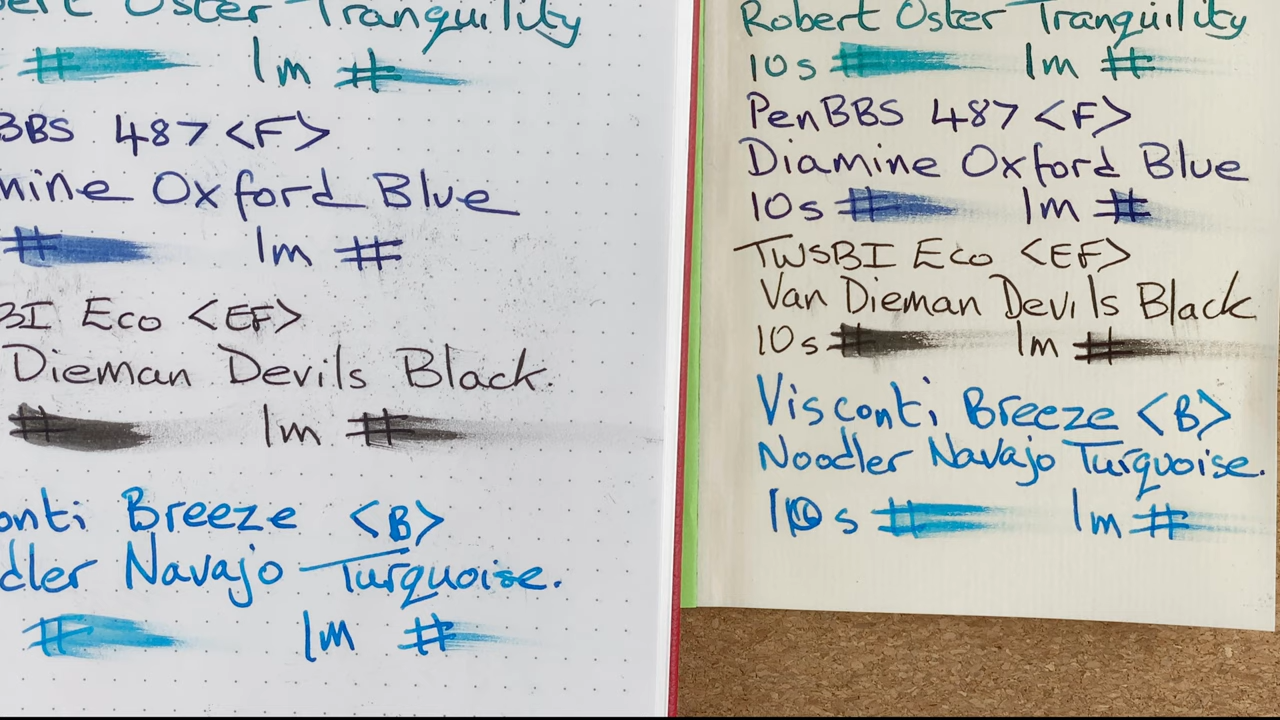 ert Oster Tranquility
# 1m #
BBS 487 <F>
mine Oxford Blue
# 1m #
BI Eco <EF>
Dieman Devils Black.
# 1m #
onti Breeze <B>
dler Navajo Turquoise.
# 1m #
Robert Oster Tranquility
10s # 1m #
PenBBS 487 <F>
Diamine Oxford Blue
10s # 1m #
TWSBI Eco <EF>
Van Dieman Devils Black
10s # 1m #
Visconti Breeze <B>
Noodler Navajo Turquoise.
10s # 1m #